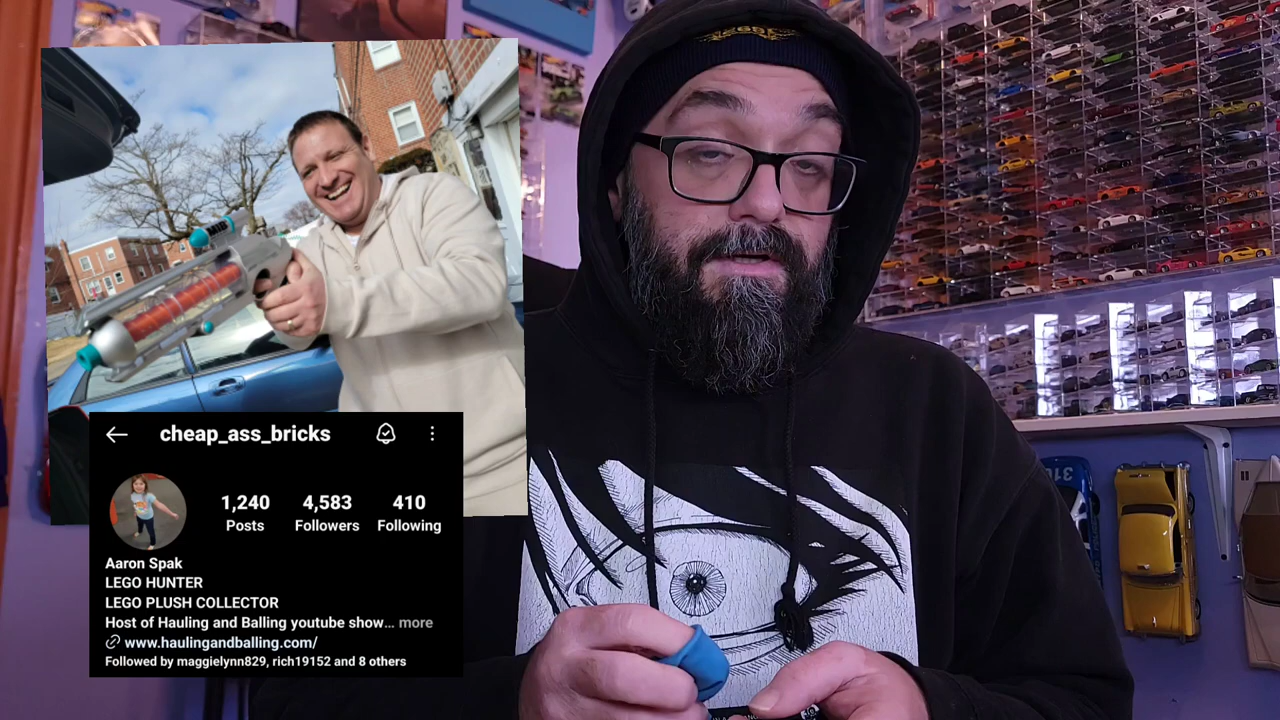 cheap_ass_bricks
1,240 4,583 410
Posts Followers Following
Aaron Spak
LEGO HUNTER
LEGO PLUSH COLLECTOR
Host of Hauling and Balling youtube show... more
www.haulingandballing.com/
Followed by maggielynn829, rich19152 and 8 others
310